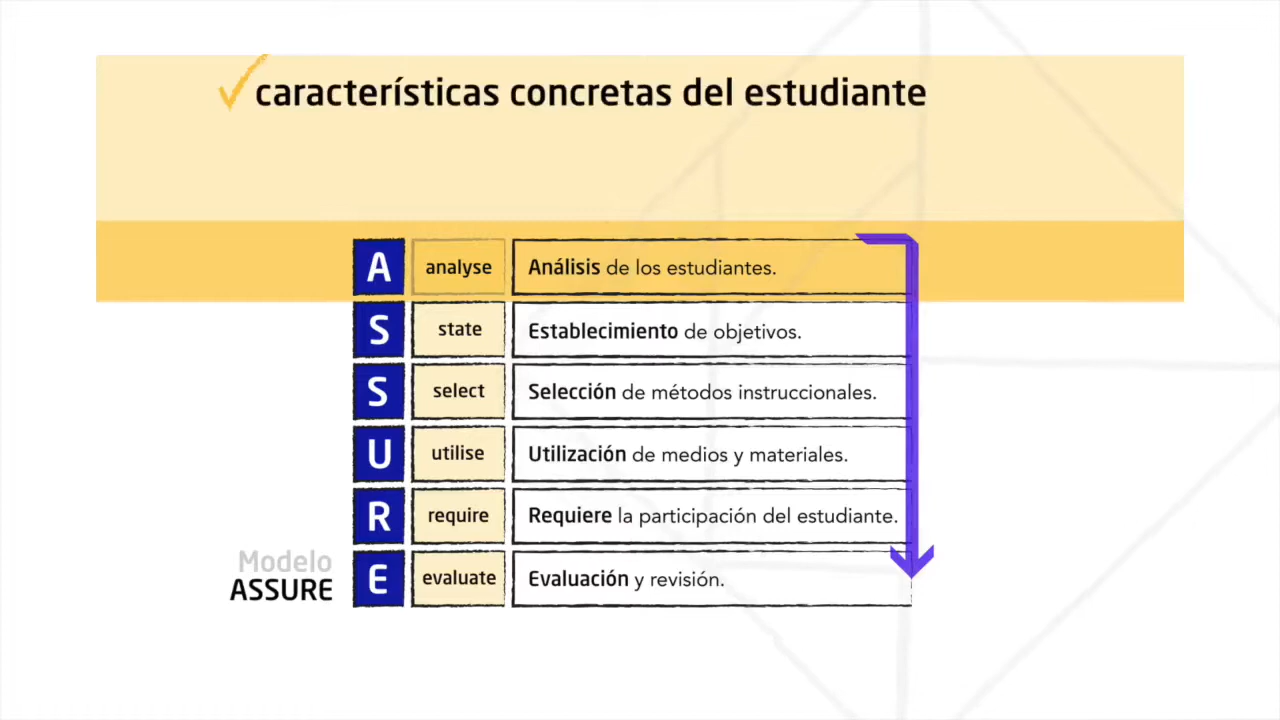 características concretas del estudiante
A analyse Análisis de los estudiantes.
S state Establecimiento de objetivos.
S select Selección de métodos instruccionales.
U utilise Utilización de medios y materiales.
R require Requiere la participación del estudiante.
E evaluate Evaluación y revisión.
Modelo
ASSURE